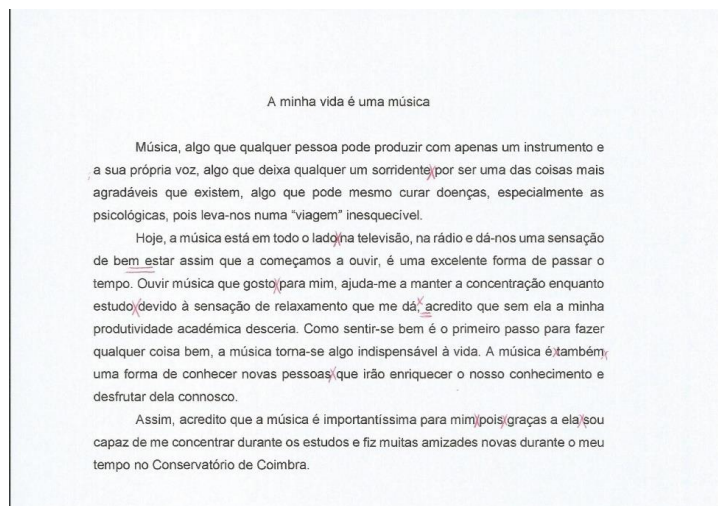 A minha vida é uma música
Música, algo que qualquer pessoa pode produzir com apenas um instrumento e
a sua própria voz, algo que deixa qualquer um sorridente por ser uma das coisas mais
agradáveis que existem, algo que pode mesmo curar doenças, especialmente as
psicológicas, pois leva-nos numa “viagem” inesquecível.
Hoje, a música está em todo o lado na televisão, na rádio e dá-nos uma sensação
de bem estar assim que a começamos a ouvir, é uma excelente forma de passar o
tempo. Ouvir música que gosto para mim, ajuda-me a manter a concentração enquanto
estudo devido à sensação de relaxamento que me dá, acredito que sem ela a minha
produtividade académica desceria. Como sentir-se bem é o primeiro passo para fazer
qualquer coisa bem, a música torna-se algo indispensável à vida. A música é também
uma forma de conhecer novas pessoas que irão enriquecer o nosso conhecimento e
desfrutar dela connosco.
Assim, acredito que a música é importantíssima para mim pois graças a ela sou
capaz de me concentrar durante os estudos e fiz muitas amizades novas durante o meu
tempo no Conservatório de Coimbra.